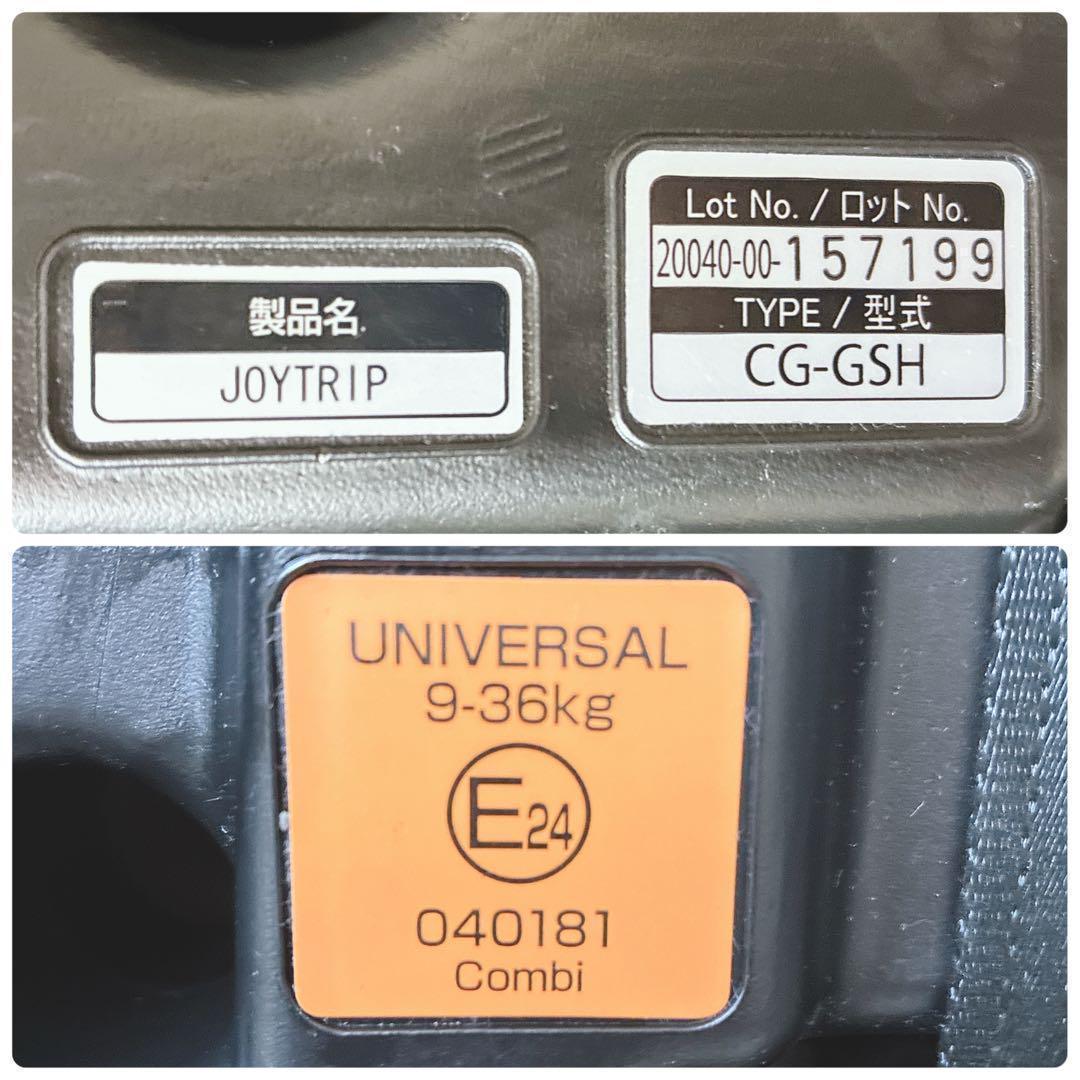 製品名
JOYTRIP
Lot No. / ロット No.
20040-00-157199
TYPE / 型式
CG-GSH
UNIVERSAL
9-36kg
E24
040181
Combi